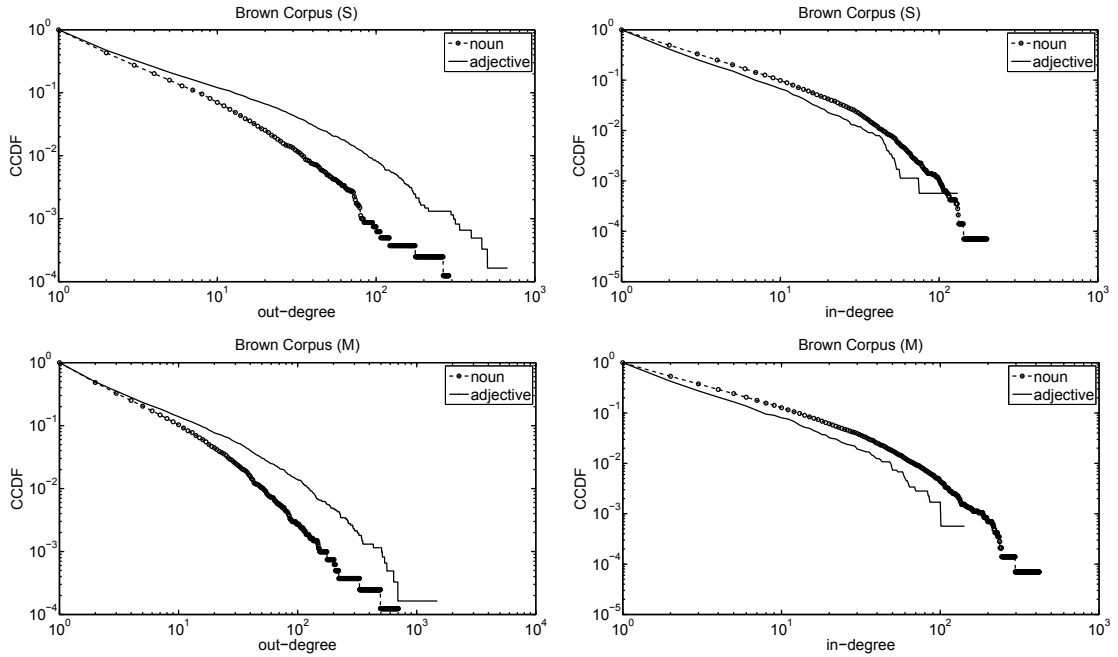 Brown Corpus (S)
noun
adjective
CCDF
10^0
10^-1
10^-2
10^-3
10^-4
10^0 10^1 10^2 10^3
out-degree
Brown Corpus (S)
noun
adjective
CCDF
10^0
10^-1
10^-2
10^-3
10^-4
10^-5
10^0 10^1 10^2 10^3
in-degree
Brown Corpus (M)
noun
adjective
CCDF
10^0
10^-1
10^-2
10^-3
10^-4
10^0 10^1 10^2 10^3 10^4
out-degree
Brown Corpus (M)
noun
adjective
CCDF
10^0
10^-1
10^-2
10^-3
10^-4
10^-5
10^0 10^1 10^2 10^3
in-degree